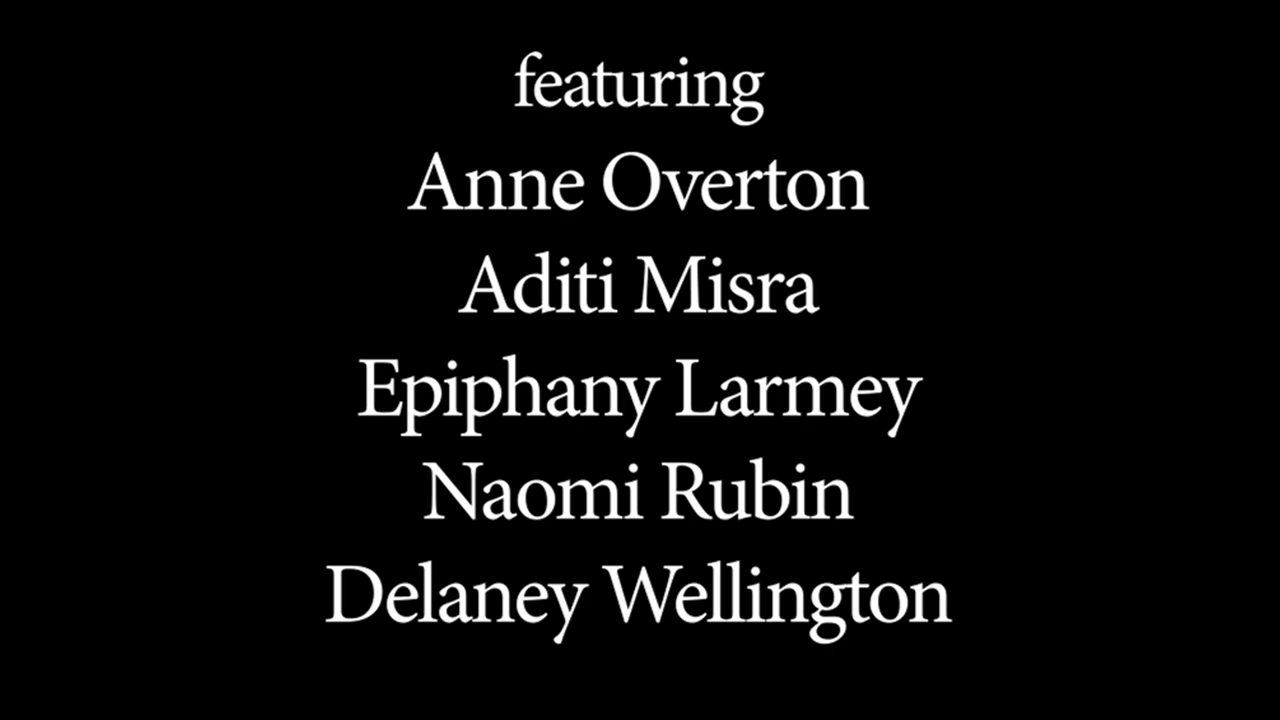 featuring
Anne Overton
Aditi Misra
Epiphany Larmey
Naomi Rubin
Delaney Wellington